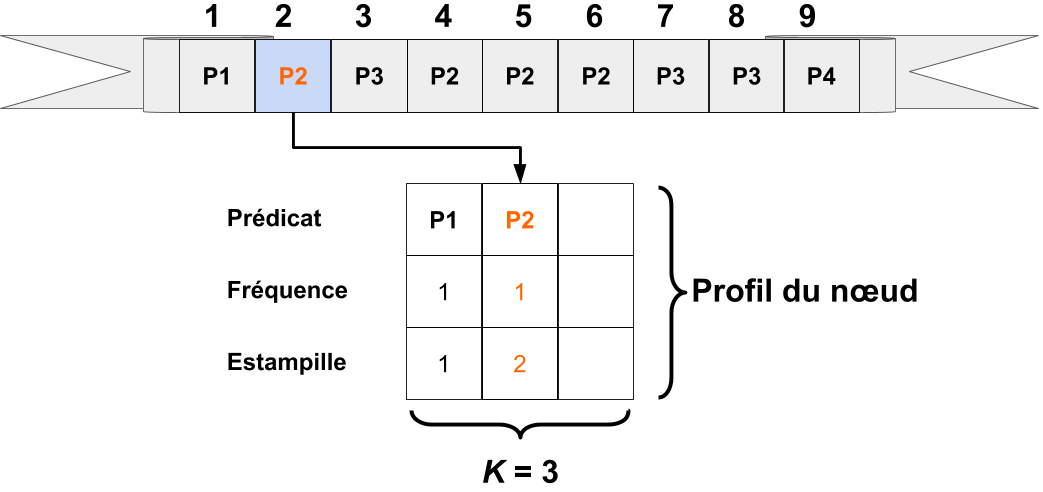 1 2 3 4 5 6 7 8 9
P1 P2 P3 P2 P2 P2 P3 P3 P4
Prédicat P1 P2
Fréquence 1 1
Profil du nœud
Estampille 1 2
K = 3